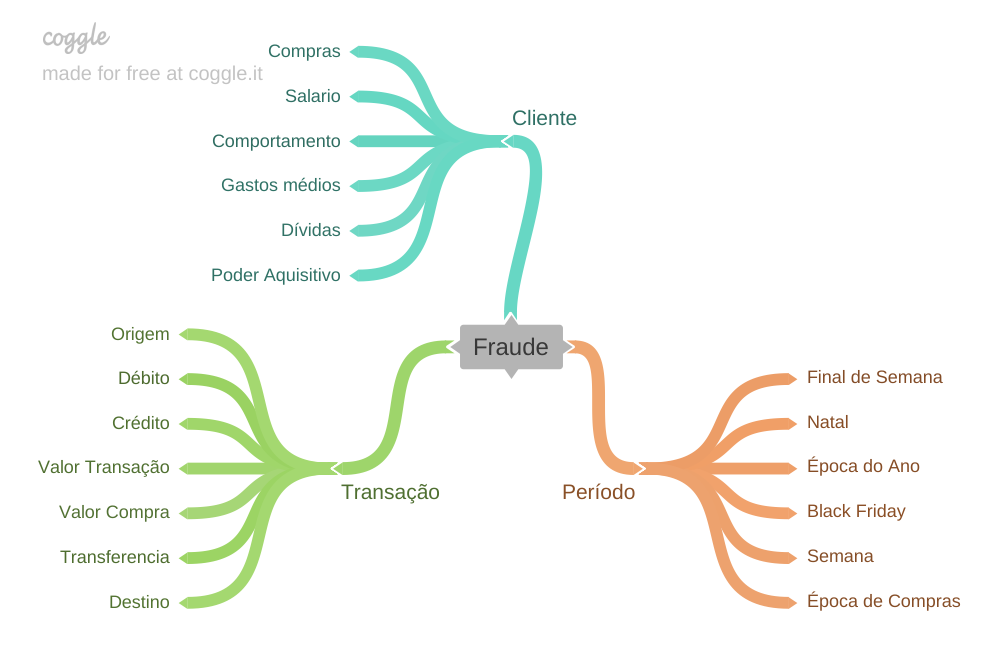 coggle
made for free at coggle.it
Compras
Salario
Comportamento
Gastos médios
Dívidas
Poder Aquisitivo
Cliente
Fraude
Origem
Débito
Crédito
Valor Transação
Valor Compra
Transferencia
Destino
Transação
Período
Final de Semana
Natal
Época do Ano
Black Friday
Semana
Época de Compras